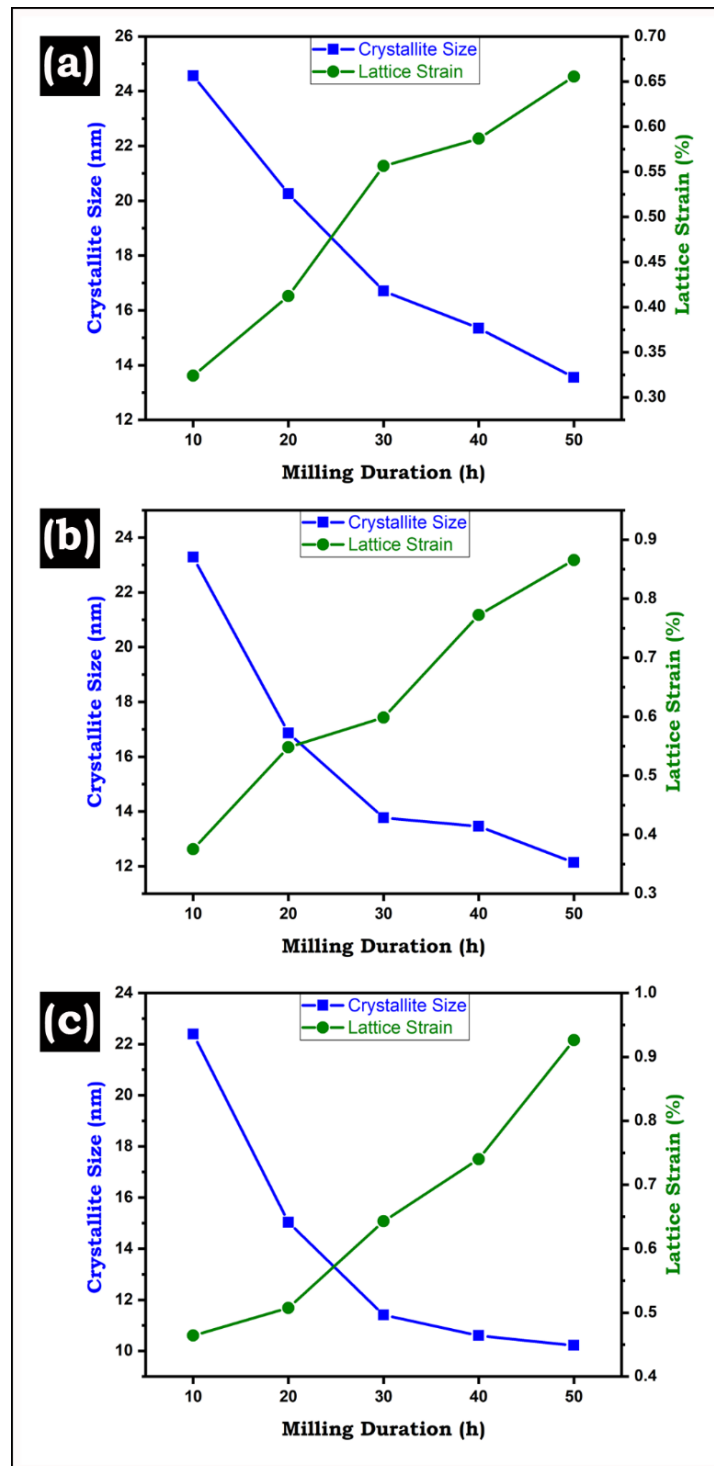 (a)
Crystallite Size
Lattice Strain
Crystallite Size (nm)
26
24
22
20
18
16
14
12
0.70
0.65
0.60
0.55
0.50
0.45
0.40
0.35
0.30
Lattice Strain (%)
10 20 30 40 50
Milling Duration (h)
(b)
Crystallite Size
Lattice Strain
Crystallite Size (nm)
24
22
20
18
16
14
12
0.9
0.8
0.7
0.6
0.5
0.4
0.3
Lattice Strain (%)
10 20 30 40 50
Milling Duration (h)
(c)
Crystallite Size
Lattice Strain
Crystallite Size (nm)
24
22
20
18
16
14
12
10
1.0
0.9
0.8
0.7
0.6
0.5
0.4
Lattice Strain (%)
10 20 30 40 50
Milling Duration (h)